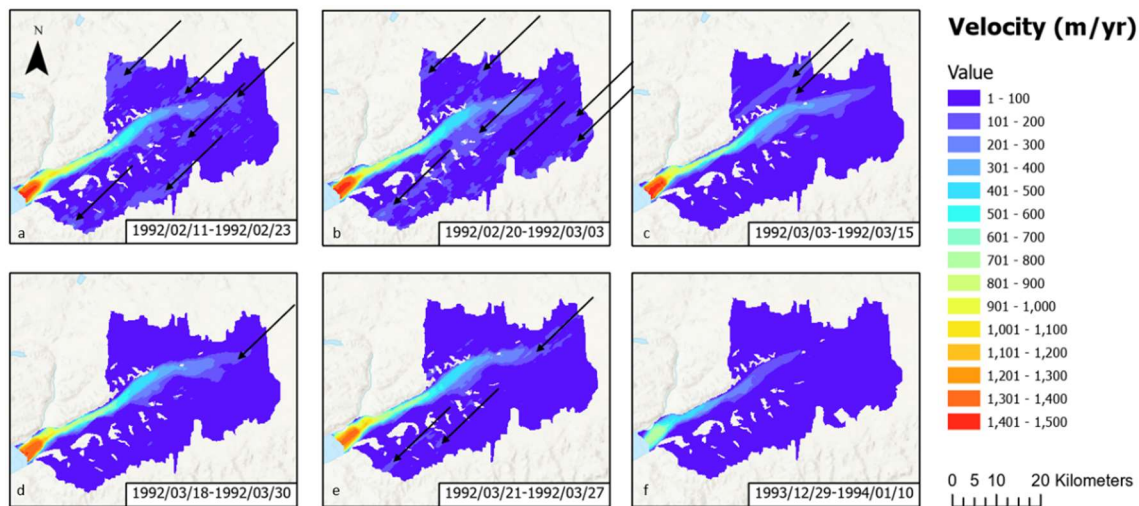 N
a
1992/02/11-1992/02/23
b
1992/02/20-1992/03/03
c
1992/03/03-1992/03/15
d
1992/03/18-1992/03/30
e
1992/03/21-1992/03/27
f
1993/12/29-1994/01/10
Velocity (m/yr)
Value
1 - 100
101 - 200
201 - 300
301 - 400
401 - 500
501 - 600
601 - 700
701 - 800
801 - 900
901 - 1,000
1,001 - 1,100
1,101 - 1,200
1,201 - 1,300
1,301 - 1,400
1,401 - 1,500
0 5 10 20 Kilometers